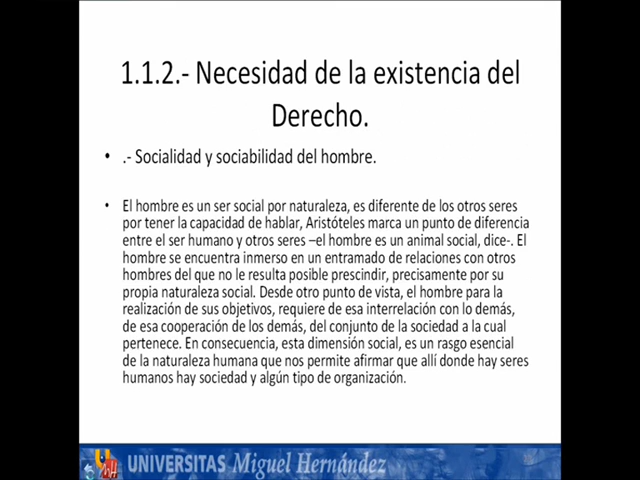 1.1.2.- Necesidad de la existencia del
Derecho.
• .- Socialidad y sociabilidad del hombre.
• El hombre es un ser social por naturaleza, es diferente de los otros seres
por tener la capacidad de hablar, Aristóteles marca un punto de diferencia
entre el ser humano y otros seres –el hombre es un animal social, dice-. El
hombre se encuentra inmerso en un entramado de relaciones con otros
hombres del que no le resulta posible prescindir, precisamente por su
propia naturaleza social. Desde otro punto de vista, el hombre para la
realización de sus objetivos, requiere de esa interrelación con lo demás,
de esa cooperación de los demás, del conjunto de la sociedad a la cual
pertenece. En consecuencia, esta dimensión social, es un rasgo esencial
de la naturaleza humana que nos permite afirmar que allí donde hay seres
humanos hay sociedad y algún tipo de organización.
UNIVERSITAS Miguel Hernández